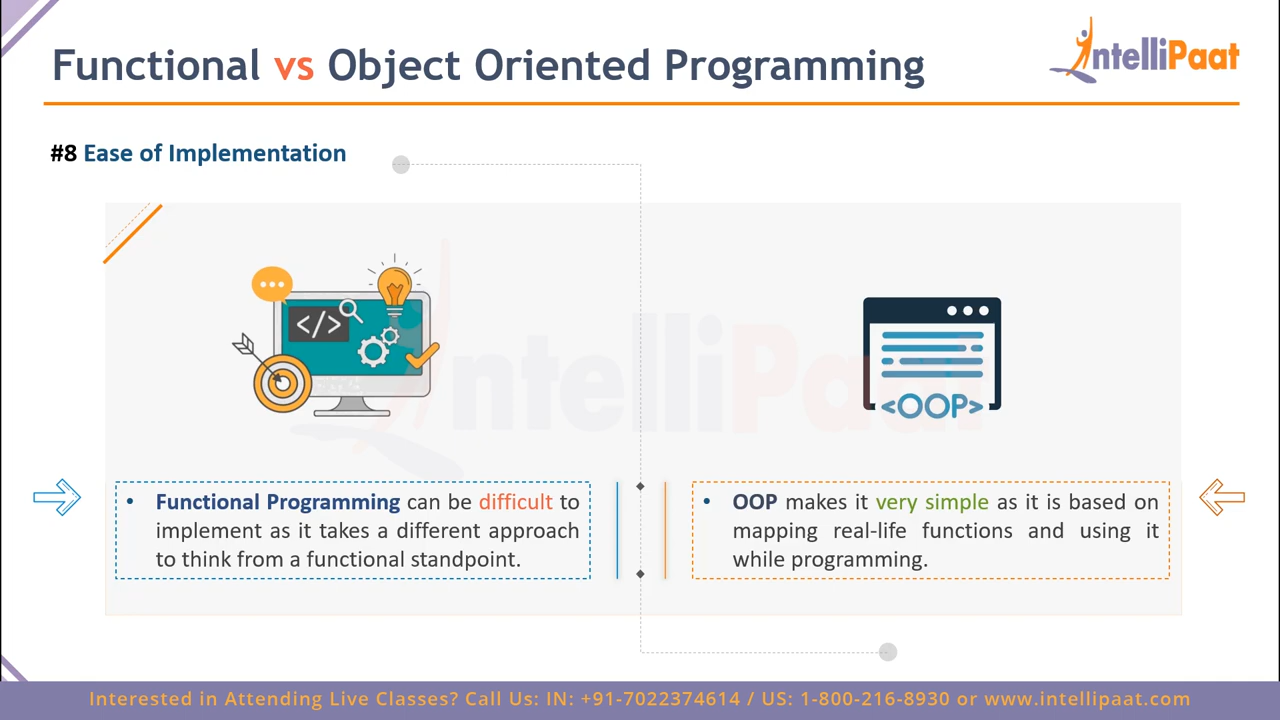 Functional vs Object Oriented Programming
IntelliPaat
#8 Ease of Implementation
</>
IntelliPaat
<OOP>
• Functional Programming can be difficult to
implement as it takes a different approach
to think from a functional standpoint.
• OOP makes it very simple as it is based on
mapping real-life functions and using it
while programming.
Interested in Attending Live Classes? Call Us: IN: +91-7022374614 / US: 1-800-216-8930 or www.intellipaat.com